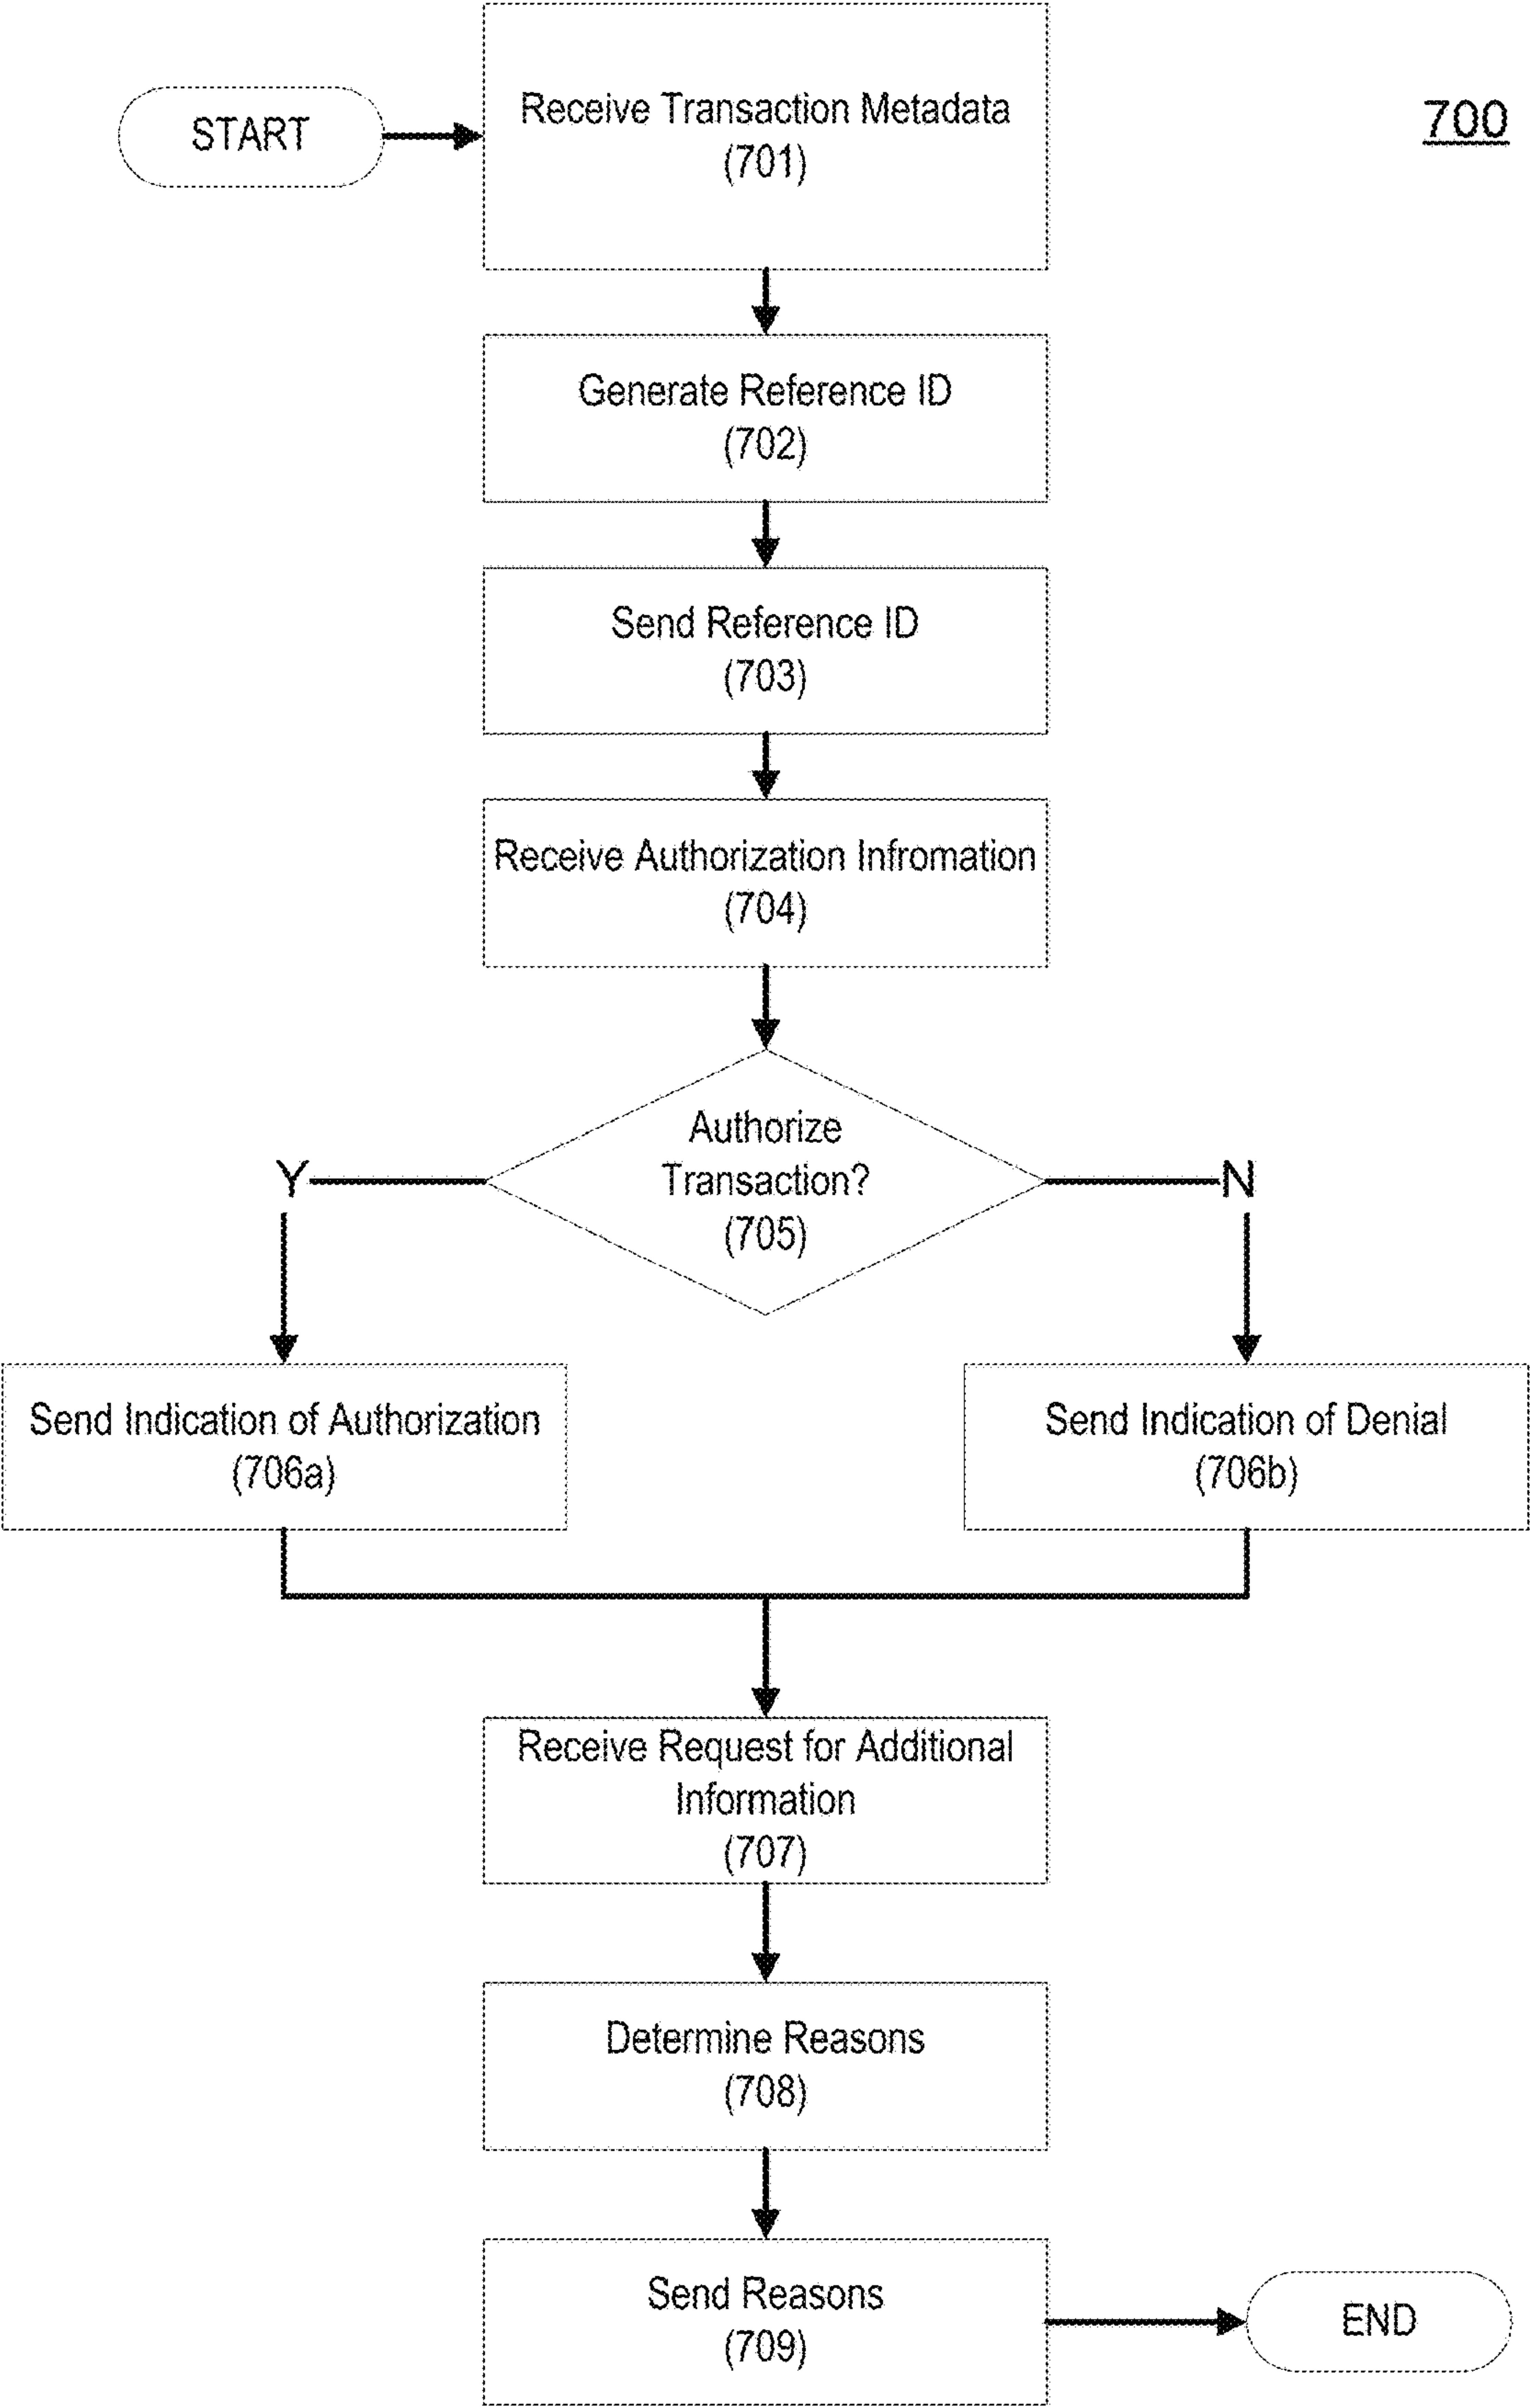 START
Receive Transaction Metadata
(701)
700
Generate Reference ID
(702)
Send Reference ID
(703)
Receive Authorization Infromation
(704)
Authorize
Transaction?
(705)
Y
N
Send Indication of Authorization
(706a)
Send Indication of Denial
(706b)
Receive Request for Additional
Information
(707)
Determine Reasons
(708)
Send Reasons
(709)
END